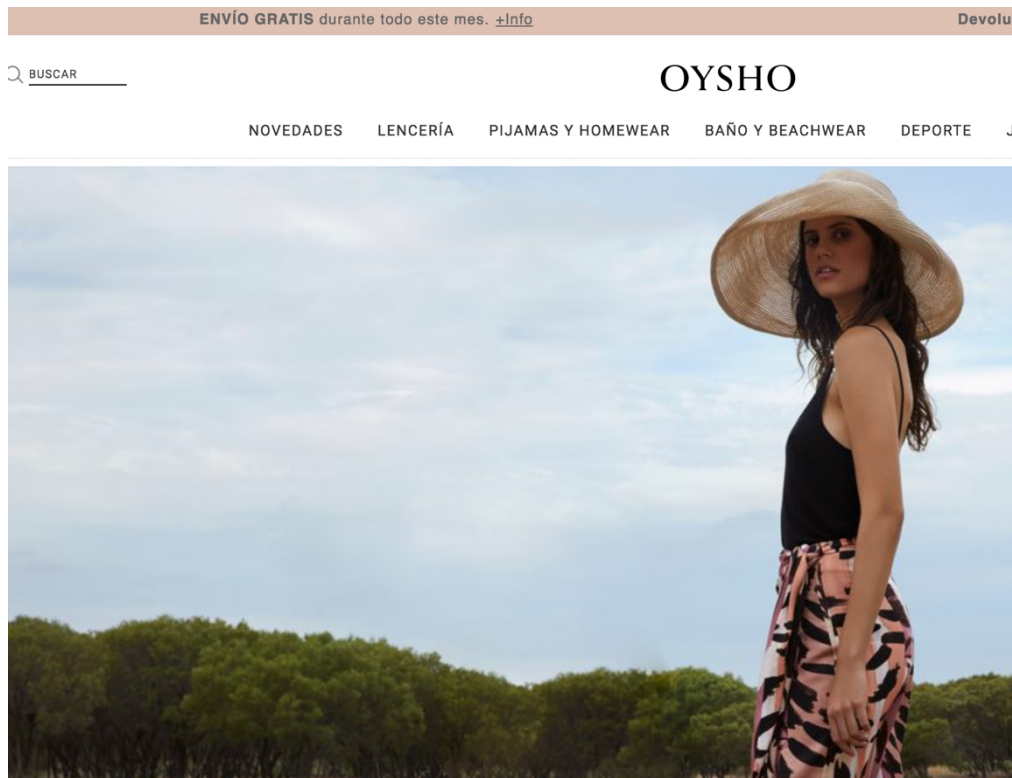 ENVÍO GRATIS durante todo este mes. +Info
BUSCAR
OYSHO
NOVEDADES LENCERÍA PIJAMAS Y HOMEWEAR BAÑO Y BEACHWEAR DEPORTE